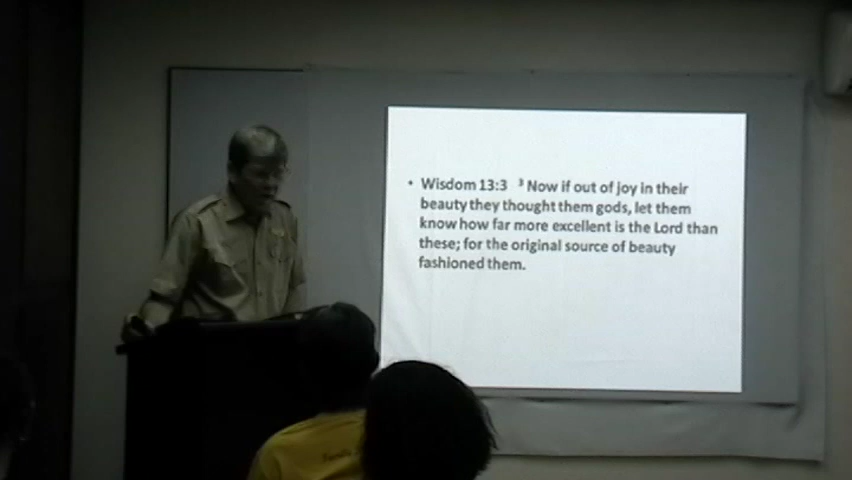 • Wisdom 13:3 ³ Now if out of joy in their
beauty they thought them gods, let them
know how far more excellent is the Lord than
these; for the original source of beauty
fashioned them.